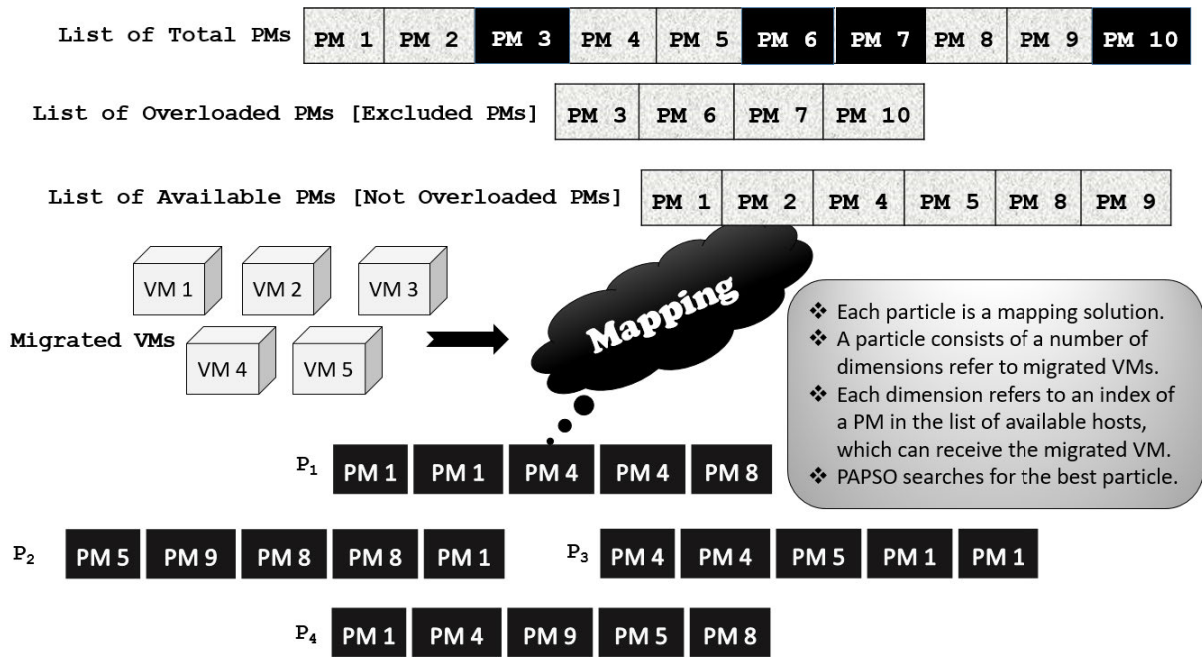 List of Total PMs PM 1 PM 2 PM 3 PM 4 PM 5 PM 6 PM 7 PM 8 PM 9 PM 10
List of Overloaded PMs [Excluded PMs] PM 3 PM 6 PM 7 PM 10
List of Available PMs [Not Overloaded PMs] PM 1 PM 2 PM 4 PM 5 PM 8 PM 9
VM 1 VM 2 VM 3
Migrated VMs
VM 4 VM 5
Mapping
❖ Each particle is a mapping solution.
❖ A particle consists of a number of
dimensions refer to migrated VMs.
❖ Each dimension refers to an index of
a PM in the list of available hosts,
which can receive the migrated VM.
❖ PAPSO searches for the best particle.
P₁ PM 1 PM 1 PM 4 PM 4 PM 8
P₂ PM 5 PM 9 PM 8 PM 8 PM 1
P₃ PM 4 PM 4 PM 5 PM 1 PM 1
P₄ PM 1 PM 4 PM 9 PM 5 PM 8